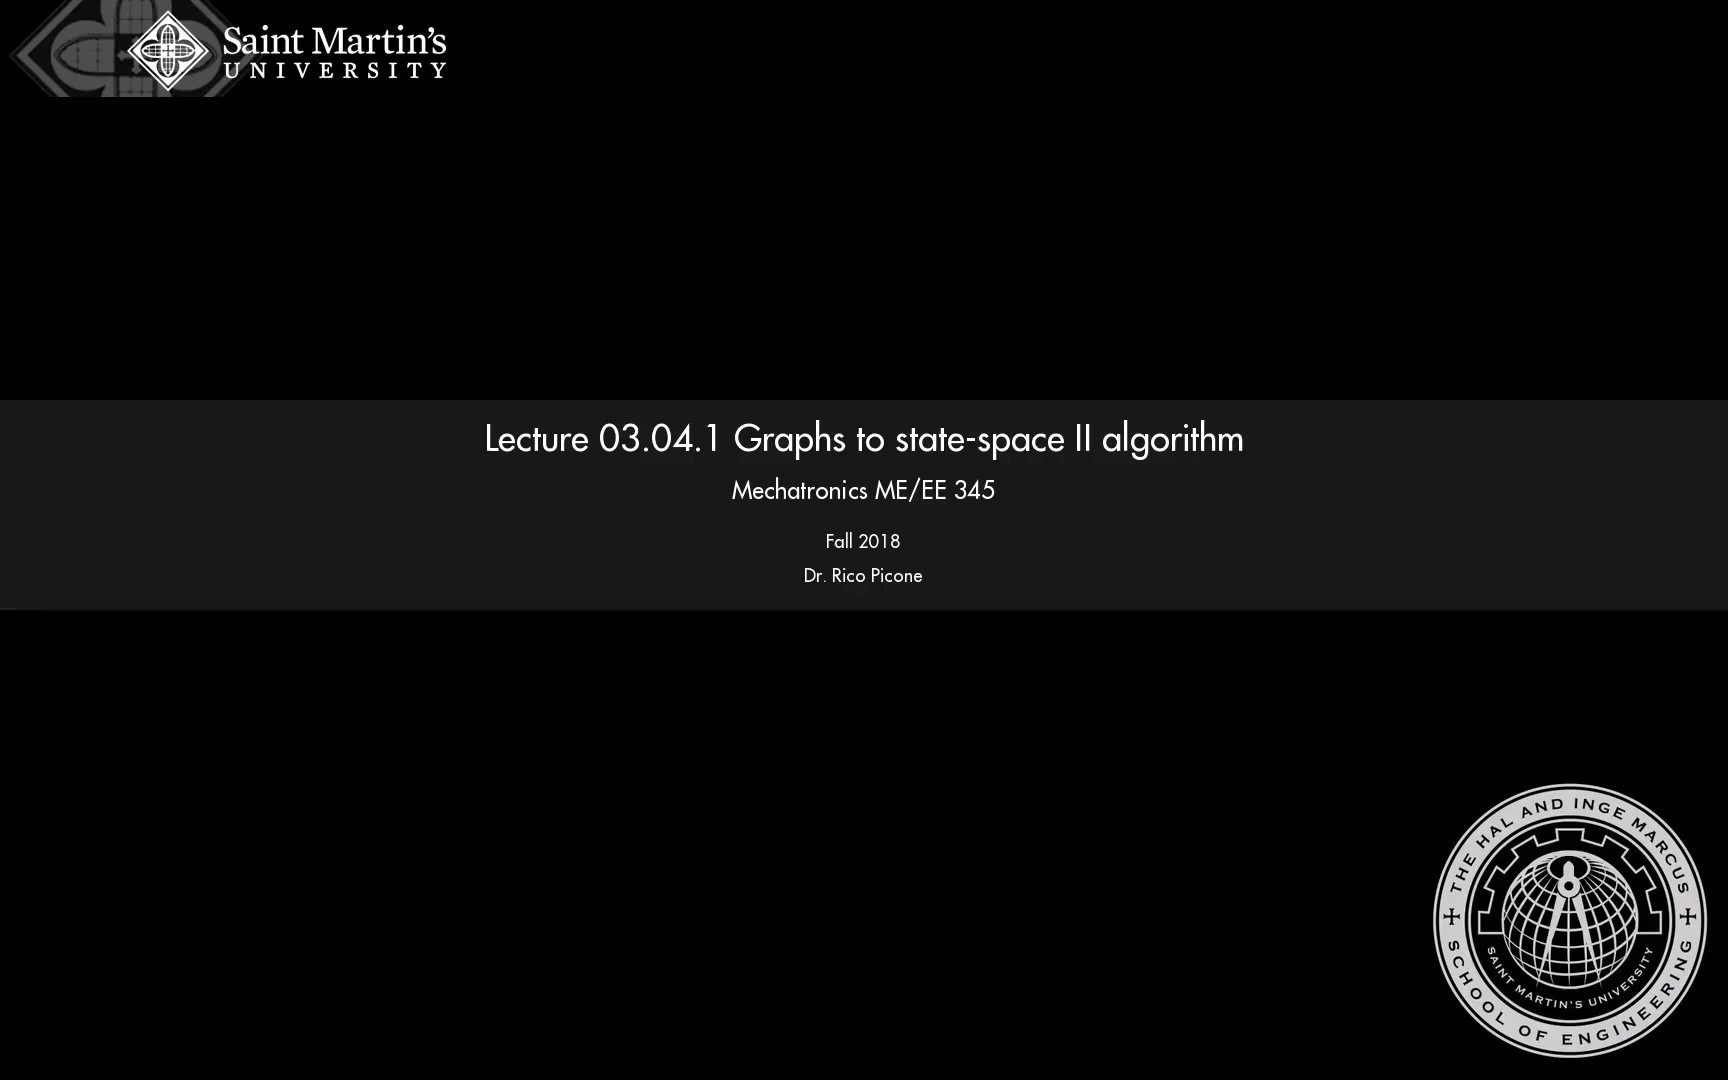 Saint Martin's
UNIVERSITY
Lecture 03.04.1 Graphs to state-space II algorithm
Mechatronics ME/EE 345
Fall 2018
Dr. Rico Picone
THE HAL AND INGE MARCUS
SCHOOL OF ENGINEERING
SAINT MARTIN'S UNIVERSITY